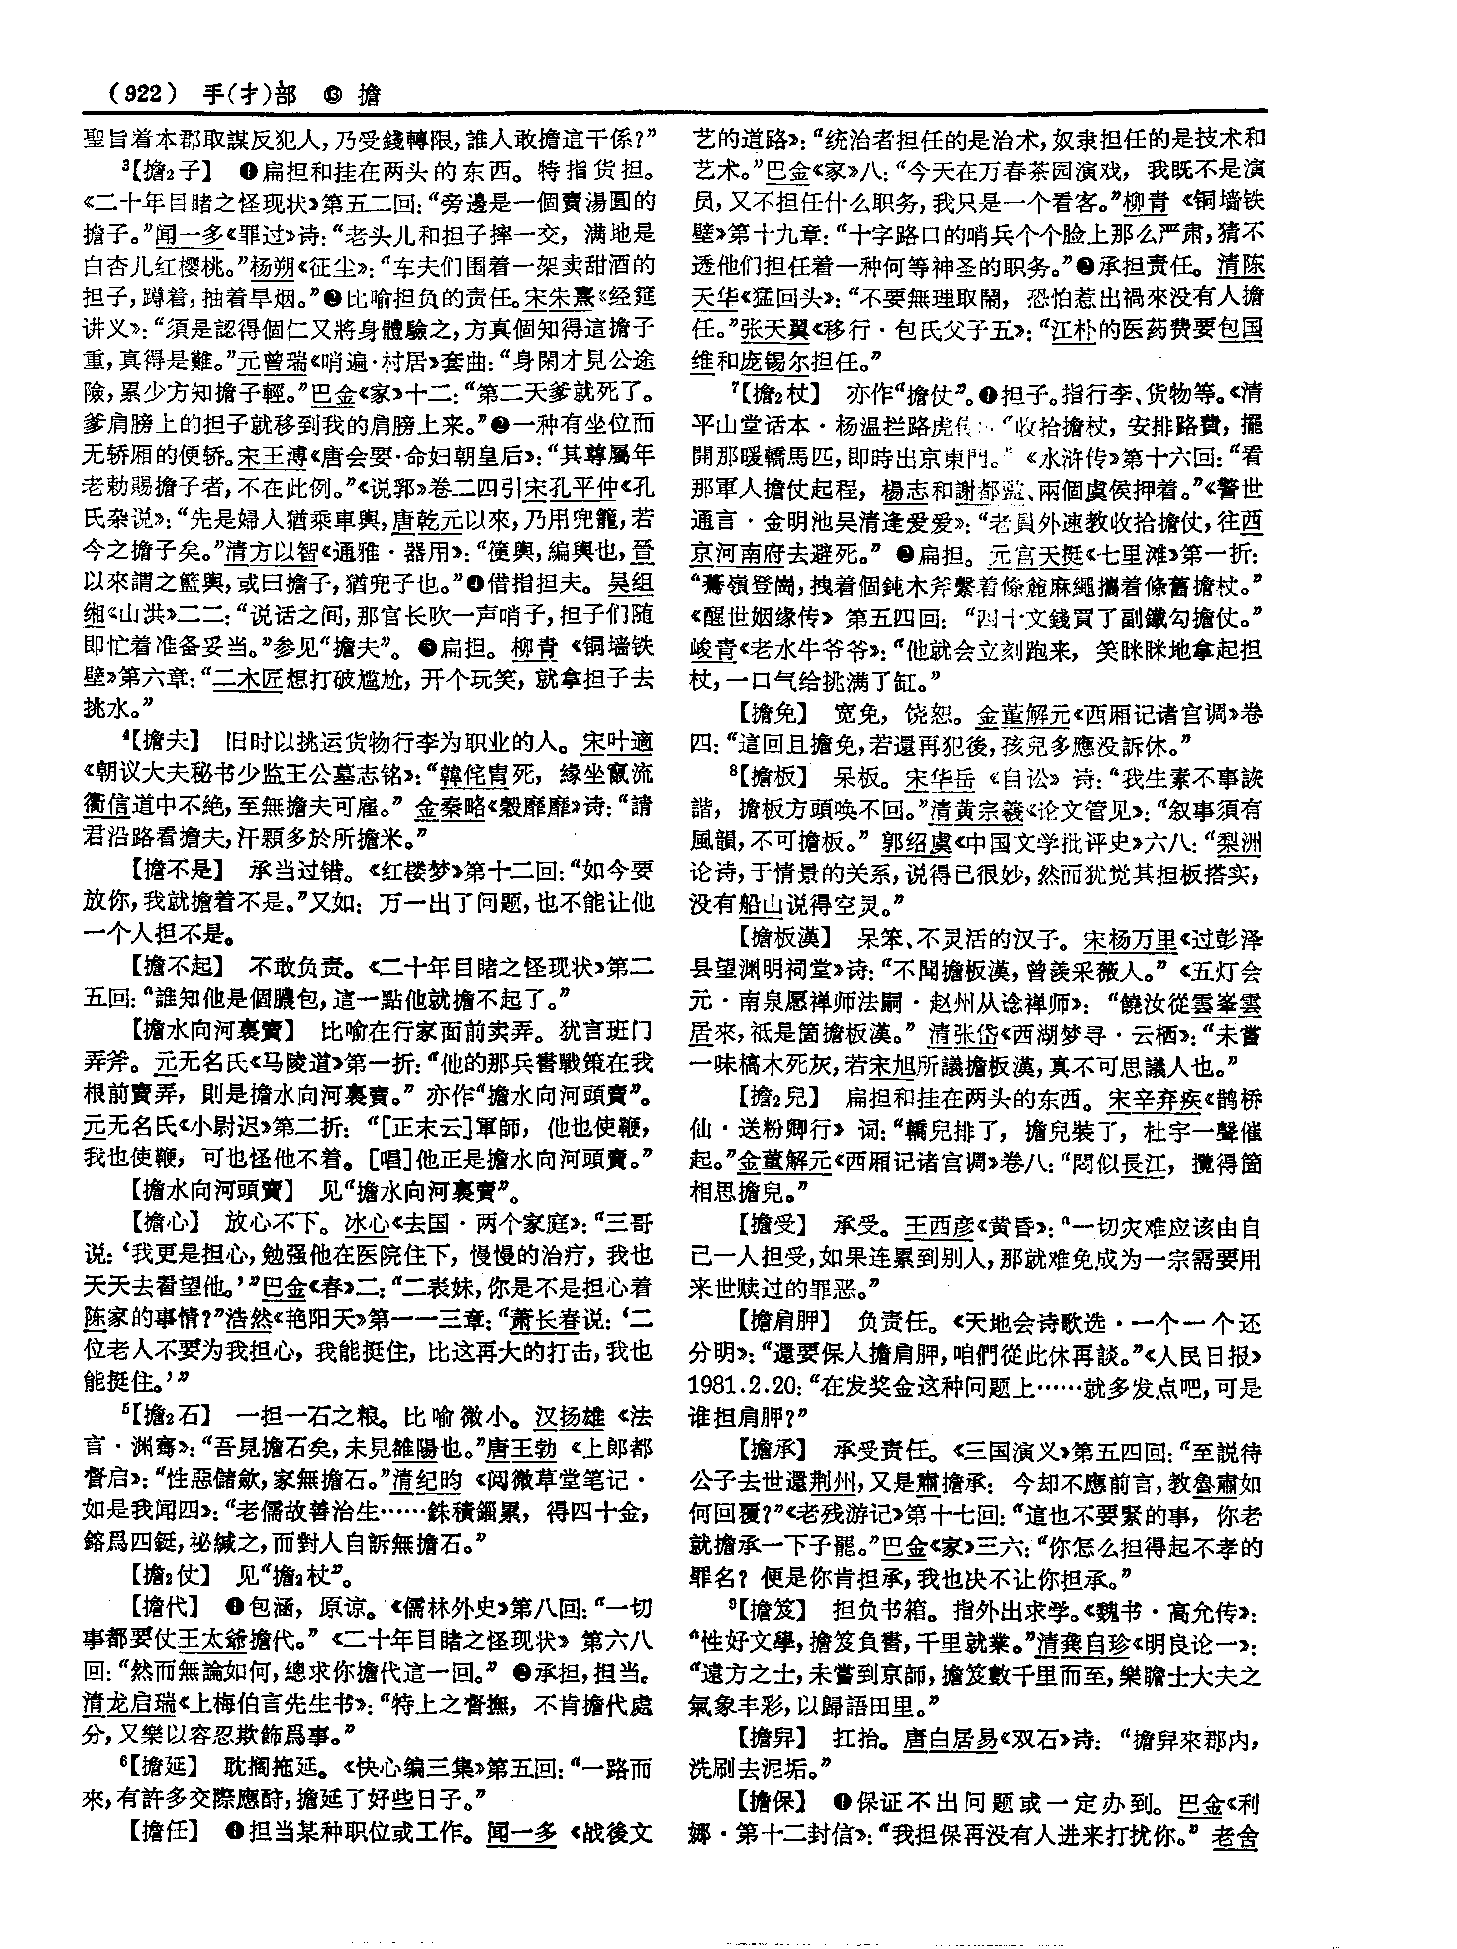 (922) 手(扌)部 ⓭ 擔
聖旨着本郡取謀反犯人,乃受錢轉限,誰人敢擔這干係?”
³【擔₂子】 ❶扁担和挂在两头的东西。特指货担。
《二十年目睹之怪现状》第五二回:“旁邊是一個賣湯圓的
擔子。”闻一多《罪过》诗:“老头儿和担子摔一交, 满地是
白杏儿红樱桃。”杨朔《征尘》:“车夫们围着一架卖甜酒的
担子,蹲着,抽着旱烟。”❷比喻担负的责任。宋朱熹《经筵
讲义》:“須是認得個仁又將身體驗之,方真個知得這擔子
重,真得是難。”元曾瑞《哨遍·村居》套曲:“身閑才見公途
險,累少方知擔子輕。”巴金《家》十二:“第二天爹就死了。
爹肩膀上的担子就移到我的肩膀上来。”❸一种有坐位而
无轿厢的便轿。宋王溥《唐会要·命妇朝皇后》:“其尊屬年
老勅賜擔子者,不在此例。”《说郛》卷二四引宋孔平仲《孔
氏杂说》:“先是婦人猶乘車輿,唐乾元以來,乃用兜籠,若
今之擔子矣。”清方以智《通雅·器用》:“箯輿,編輿也,晉
以來謂之籃輿,或曰擔子,猶兜子也。”❹借指担夫。 吴组
缃《山洪》二二:“说话之间,那官长吹一声哨子,担子们随
即忙着准备妥当。”参见“擔夫”。 ❺扁担。 柳青《铜墙铁
壁》第六章:“二木匠想打破尴尬,开个玩笑,就拿担子去
挑水。”
⁴【擔夫】 旧时以挑运货物行李为职业的人。宋叶適
《朝议大夫秘书少监王公墓志铭》:“韓侂冑死, 緣坐竄流
衢信道中不絶,至無擔夫可雇。” 金秦略《穀靡靡》诗:“請
君沿路看擔夫,汗顆多於所擔米。”
【擔不是】 承当过错。《红楼梦》第十二回:“如今要
放你,我就擔着不是。”又如: 万一出了问题,也不能让他
一个人担不是。
【擔不起】 不敢负责。《二十年目睹之怪现状》第二
五回:“誰知他是個膿包,這一點他就擔不起了。”
【擔水向河裏賣】 比喻在行家面前卖弄。犹言班门
弄斧。元无名氏《马陵道》第一折:“他的那兵書戰策在我
根前賣弄, 則是擔水向河裏賣。” 亦作“擔水向河頭賣”。
元无名氏《小尉迟》第二折: “[正末云]軍師, 他也使鞭,
我也使鞭, 可也怪他不着。[唱]他正是擔水向河頭賣。”
【擔水向河頭賣】 见“擔水向河裏賣”。
【擔心】 放心不下。冰心《去国·两个家庭》:“三哥
说:‘我更是担心,勉强他在医院住下,慢慢的治疗,我也
天天去看望他。’”巴金《春》二:“二表妹,你是不是担心着
陈家的事情?”浩然《艳阳天》第一一三章:“萧长春说:‘二
位老人不要为我担心, 我能挺住, 比这再大的打击,我也
能挺住。’”
⁵【擔₂石】 一担一石之粮。比喻微小。汉扬雄《法
言·渊骞》:“吾見擔石矣,未見雒陽也。”唐王勃《上郎都
督启》:“性惡儲斂,家無擔石。”清纪昀《阅微草堂笔记·
如是我闻四》:“老儒故善治生……銖積錙累, 得四十金,
鎔爲四鋌,祕緘之,而對人自訴無擔石。”
【擔₂仗】 见“擔₂杖”。
【擔代】 ❶包涵, 原谅。《儒林外史》第八回:“一切
事都要仗王太爺擔代。”《二十年目睹之怪现状》第六八
回:“然而無論如何,總求你擔代這一回。” ❷承担,担当。
清龙启瑞《上梅伯言先生书》:“特上之督撫, 不肯擔代處
分,又樂以容忍欺飾爲事。”
⁶【擔延】 耽搁拖延。《快心编三集》第五回:“一路而
來,有許多交際應酧,擔延了好些日子。”
【擔任】 ❶担当某种职位或工作。闻一多《战後文
艺的道路》:“统治者担任的是治术,奴隶担任的是技术和
艺术。”巴金《家》八:“今天在万春茶园演戏, 我既不是演
员,又不担任什么职务,我只是一个看客。”柳青《铜墙铁
壁》第十九章:“十字路口的哨兵个个脸上那么严肃,猜不
透他们担任着一种何等神圣的职务。”❷承担责任。清陈
天华《猛回头》:“不要無理取鬧, 恐怕惹出禍來没有人擔
任。”张天翼《移行·包氏父子五》:“江朴的医药费要包国
维和庞锡尔担任。”
⁷【擔₂杖】 亦作“擔仗”。❶担子。指行李、货物等。《清
平山堂话本·杨温拦路虎传》:“收拾擔杖, 安排路費, 擺
開那暖轎馬匹,即時出京東門。” 《水浒传》第十六回:“看
那軍人擔仗起程, 楊志和謝都監、兩個虞侯押着。”《警世
通言·金明池吴清逢爱爱》:“老員外速教收拾擔仗,往西
京河南府去避死。” ❷扁担。 元宫天挺《七里滩》第一折:
“驀嶺登崗,拽着個鈍木斧繫着條麄麻繩攜着條舊擔杖。”
《醒世姻缘传》第五四回: “四十文錢買了副鐵勾擔仗。”
峻青《老水牛爷爷》:“他就会立刻跑来, 笑眯眯地拿起担
杖,一口气给挑满了缸。”
【擔免】 宽免, 饶恕。金董解元《西厢记诸宫调》卷
四:“這回且擔免,若還再犯後,孩兒多應没訴休。”
⁸【擔板】 呆板。宋华岳《自讼》诗:“我生素不事詼
諧, 擔板方頭喚不回。”清黄宗羲《论文管见》:“叙事須有
風韻,不可擔板。” 郭绍虞《中国文学批评史》六八:“梨洲
论诗,于情景的关系,说得已很妙,然而犹觉其担板搭实,
没有船山说得空灵。”
【擔板漢】 呆笨、不灵活的汉子。宋杨万里《过彭泽
县望渊明祠堂》诗:“不聞擔板漢,曾羨采薇人。”《五灯会
元·南泉愿禅师法嗣·赵州从谂禅师》: “饒汝從雲峯雲
居來,祇是箇擔板漢。” 清张岱《西湖梦寻·云栖》:“未嘗
一味槁木死灰,若宋旭所議擔板漢,真不可思議人也。”
【擔₂兒】 扁担和挂在两头的东西。宋辛弃疾《鹊桥
仙·送粉卿行》词:“轎兒排了, 擔兒裝了, 杜宇一聲催
起。”金董解元《西厢记诸宫调》卷八:“悶似長江, 攬得箇
相思擔兒。”
【擔受】 承受。王西彦《黄昏》:“一切灾难应该由自
己一人担受,如果连累到别人,那就难免成为一宗需要用
来世赎过的罪恶。”
【擔肩胛】 负责任。《天地会诗歌选·一个一个还
分明》:“還要保人擔肩胛,咱們從此休再談。”《人民日报》
1981.2.20:“在发奖金这种问题上……就多发点吧,可是
谁担肩胛?”
【擔承】 承受责任。《三国演义》第五四回:“至説待
公子去世還荆州,又是肅擔承; 今却不應前言,教魯肅如
何回覆?”《老残游记》第十七回:“這也不要緊的事, 你老
就擔承一下子罷。”巴金《家》三六:“你怎么担得起不孝的
罪名? 便是你肯担承,我也决不让你担承。”
⁹【擔笈】 担负书箱。指外出求学。《魏书·高允传》:
“性好文學,擔笈負書,千里就業。”清龚自珍《明良论一》:
“遠方之士,未嘗到京師,擔笈數千里而至,樂瞻士大夫之
氣象丰彩,以歸語田里。”
【擔舁】 扛抬。唐白居易《双石》诗: “擔舁來郡内,
洗刷去泥垢。”
【擔保】 ❶保证不出问题或一定办到。巴金《利
娜·第十二封信》:“我担保再没有人进来打扰你。” 老舍